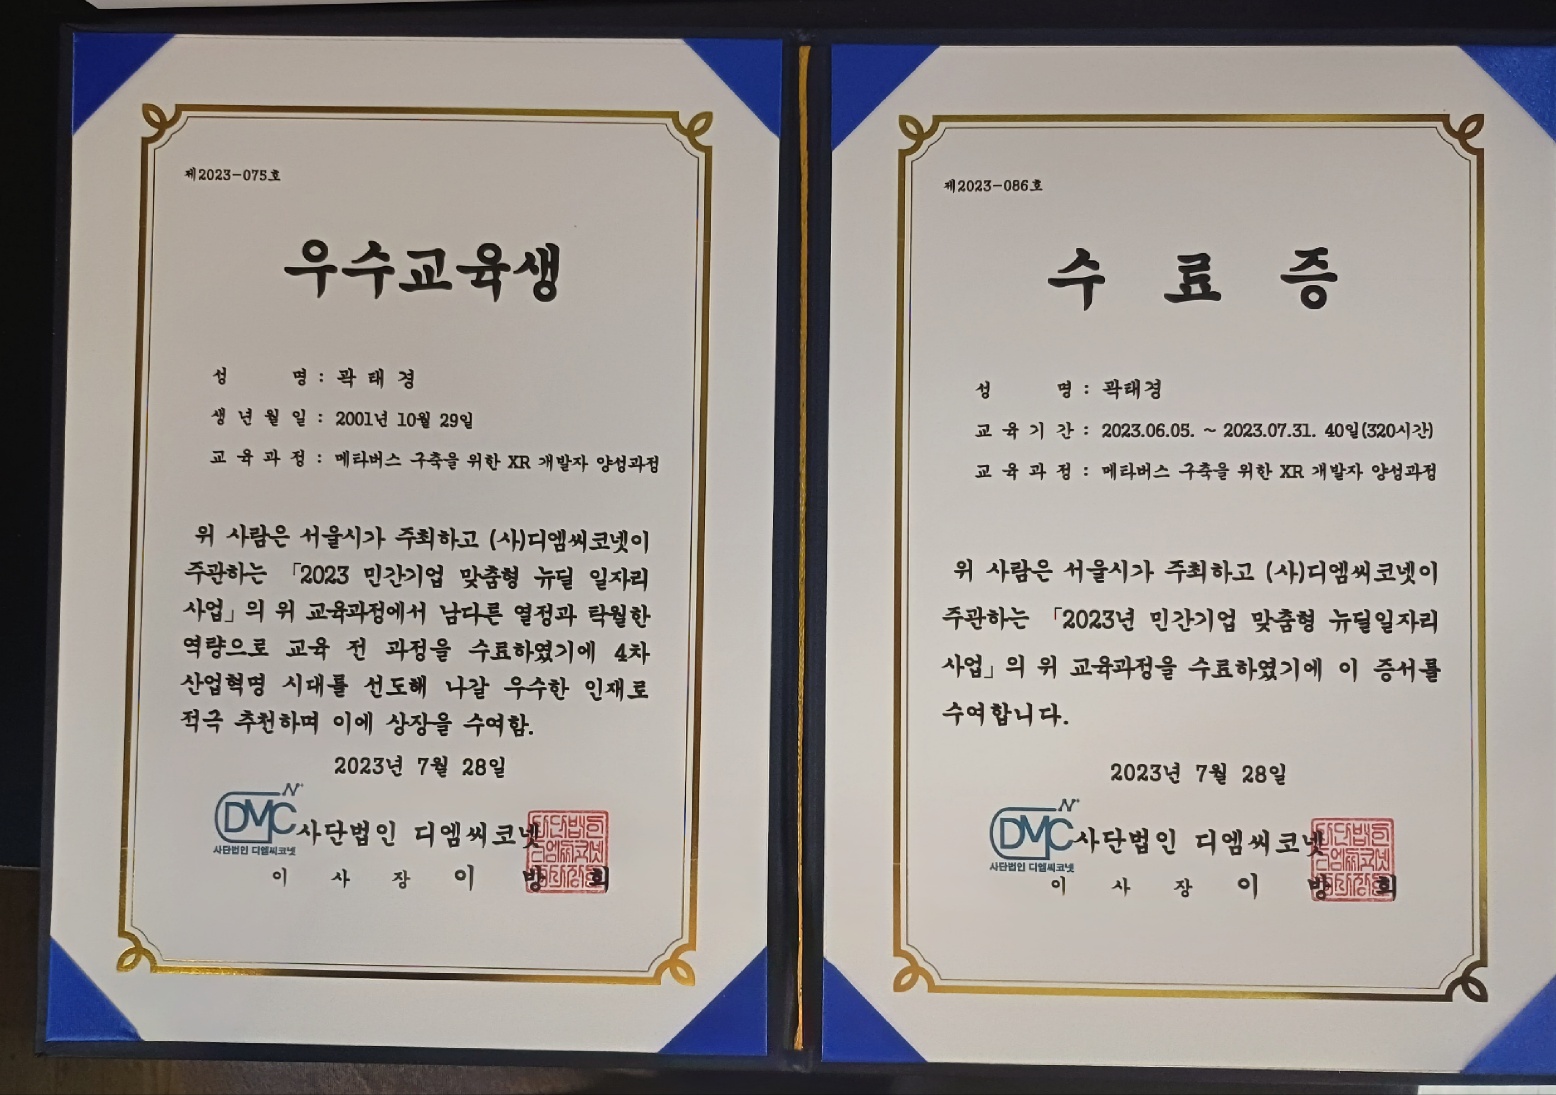 제2023-075호
우수교육생
성 명 : 곽 태 경
생 년 월 일 : 2001년 10월 29일
교 육 과 정 : 메타버스 구축을 위한 XR 개발자 양성과정
위 사람은 서울시가 주최하고 (사)디엠씨코넷이
주관하는 「2023 민간기업 맞춤형 뉴딜 일자리
사업」의 위 교육과정에서 남다른 열정과 탁월한
역량으로 교육 전 과정을 수료하였기에 4차
산업혁명 시대를 선도해 나갈 우수한 인재로
적극 추천하며 이에 상장을 수여함.
2023년 7월 28일
DMC N
사단법인 디엠씨코넷
사단법인 디엠씨코넷
이 사 장 이 방 희
제2023-086호
수 료 증
성 명 : 곽태경
교 육 기 간 : 2023.06.05. ~ 2023.07.31. 40일(320시간)
교 육 과 정 : 메타버스 구축을 위한 XR 개발자 양성과정
위 사람은 서울시가 주최하고 (사)디엠씨코넷이
주관하는 「2023년 민간기업 맞춤형 뉴딜일자리
사업」의 위 교육과정을 수료하였기에 이 증서를
수여합니다.
2023년 7월 28일
DMC N
사단법인 디엠씨코넷
사단법인 디엠씨코넷
이 사 장 이 방 희